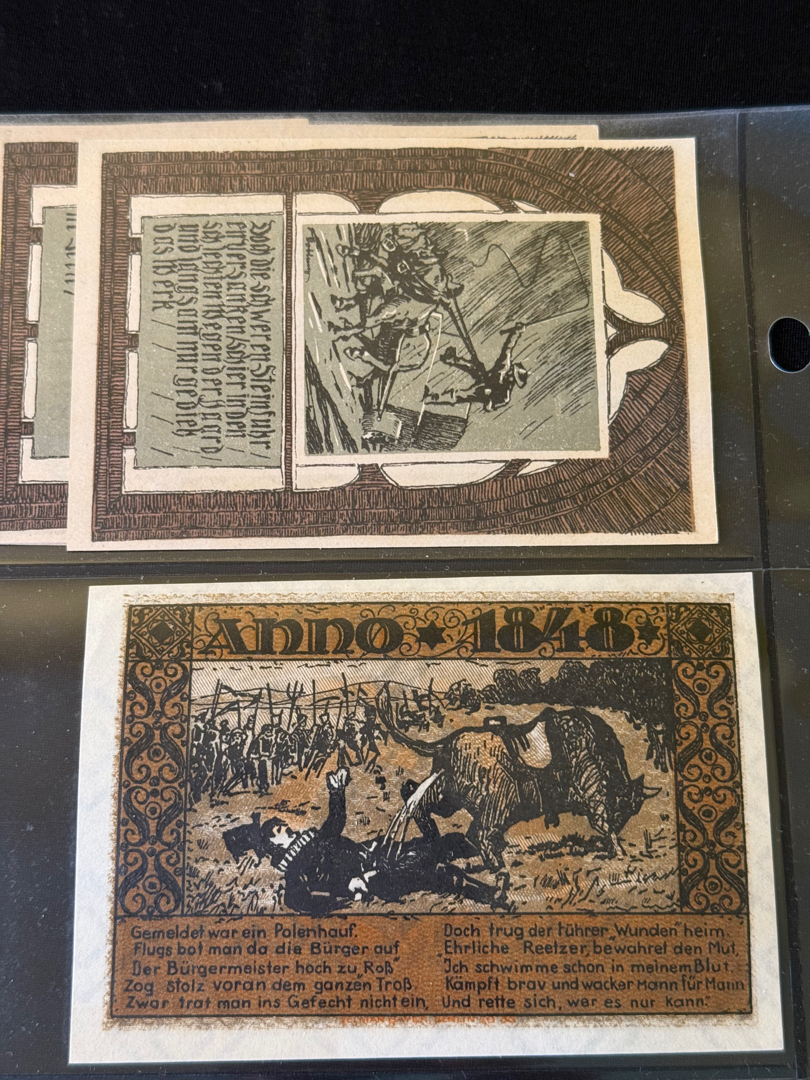 Doch die schweren Steinfuhr/
en versanken schier in den/
schlechten Wegen der Heard/
und langsam nur gedieh/
das Werk / / / / / /
ANNO ★ 1848 ★
Gemeldet war ein Polenhauf.
Flugs bot man da die Bürger auf
Der Bürgermeister hoch zu „Roß“
Zog stolz voran dem ganzen Troß
Zwar trat man ins Gefecht nicht ein,
Doch trug der Führer „Wunden“ heim.
Ehrliche Reetzer, bewahret den Mut,
„Ich schwimme schon in meinem Blut.
Kämpft brav und wacker Mann für Mann
Und rette sich, wer es nur kann.“